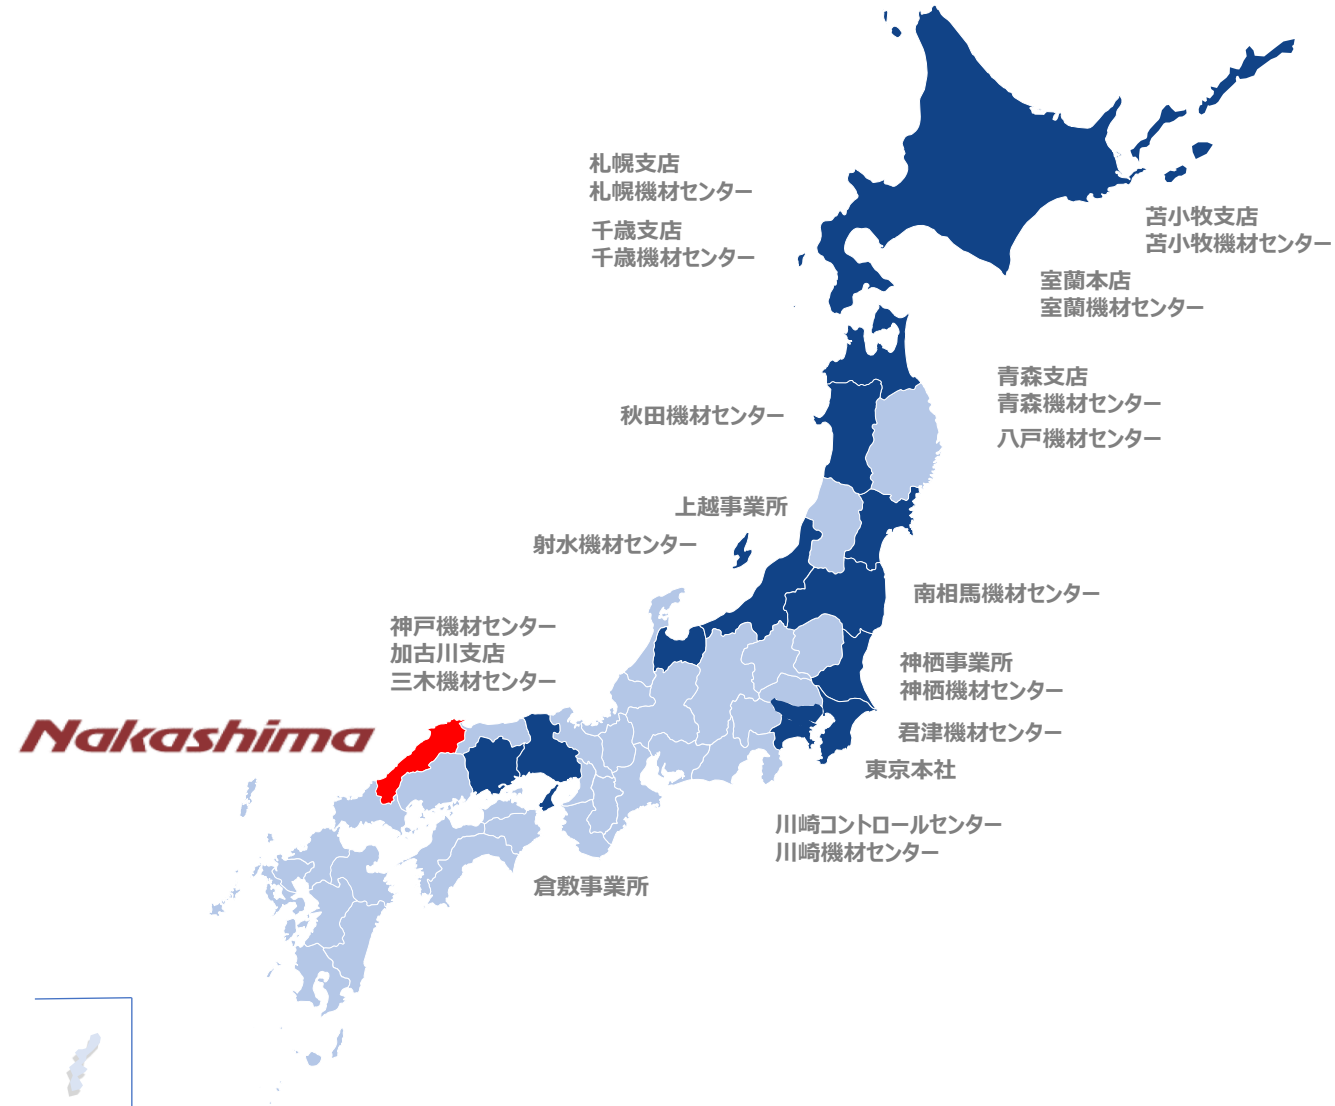 札幌支店
札幌機材センター
千歳支店
千歳機材センター
苫小牧支店
苫小牧機材センター
室蘭本店
室蘭機材センター
青森支店
青森機材センター
八戸機材センター
秋田機材センター
上越事業所
射水機材センター
南相馬機材センター
神戸機材センター
加古川支店
三木機材センター
神栖事業所
神栖機材センター
Nakashima
君津機材センター
東京本社
川崎コントロールセンター
川崎機材センター
倉敷事業所